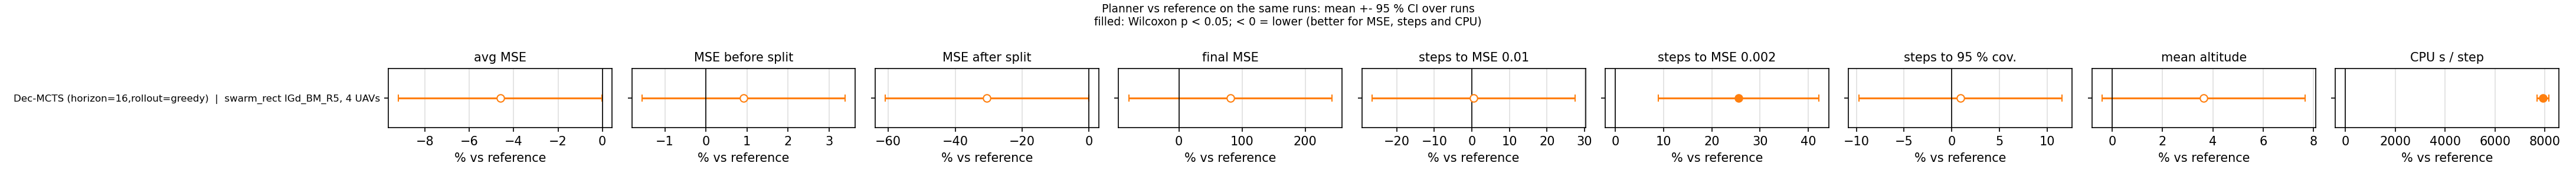 Planner vs reference on the same runs: mean +- 95 % CI over runs
filled: Wilcoxon p < 0.05; < 0 = lower (better for MSE, steps and CPU)
avg MSE
MSE before split
MSE after split
final MSE
steps to MSE 0.01
steps to MSE 0.002
steps to 95 % cov.
mean altitude
CPU s / step
Dec-MCTS (horizon=16,rollout=greedy) | swarm_rect IGd_BM_R5, 4 UAVs
−8 −6 −4 −2 0
−1 0 1 2 3
−60 −40 −20 0
0 100 200
−20 −10 0 10 20 30
0 10 20 30 40
−10 −5 0 5 10
0 2 4 6 8
0 2000 4000 6000 8000
% vs reference
% vs reference
% vs reference
% vs reference
% vs reference
% vs reference
% vs reference
% vs reference
% vs reference